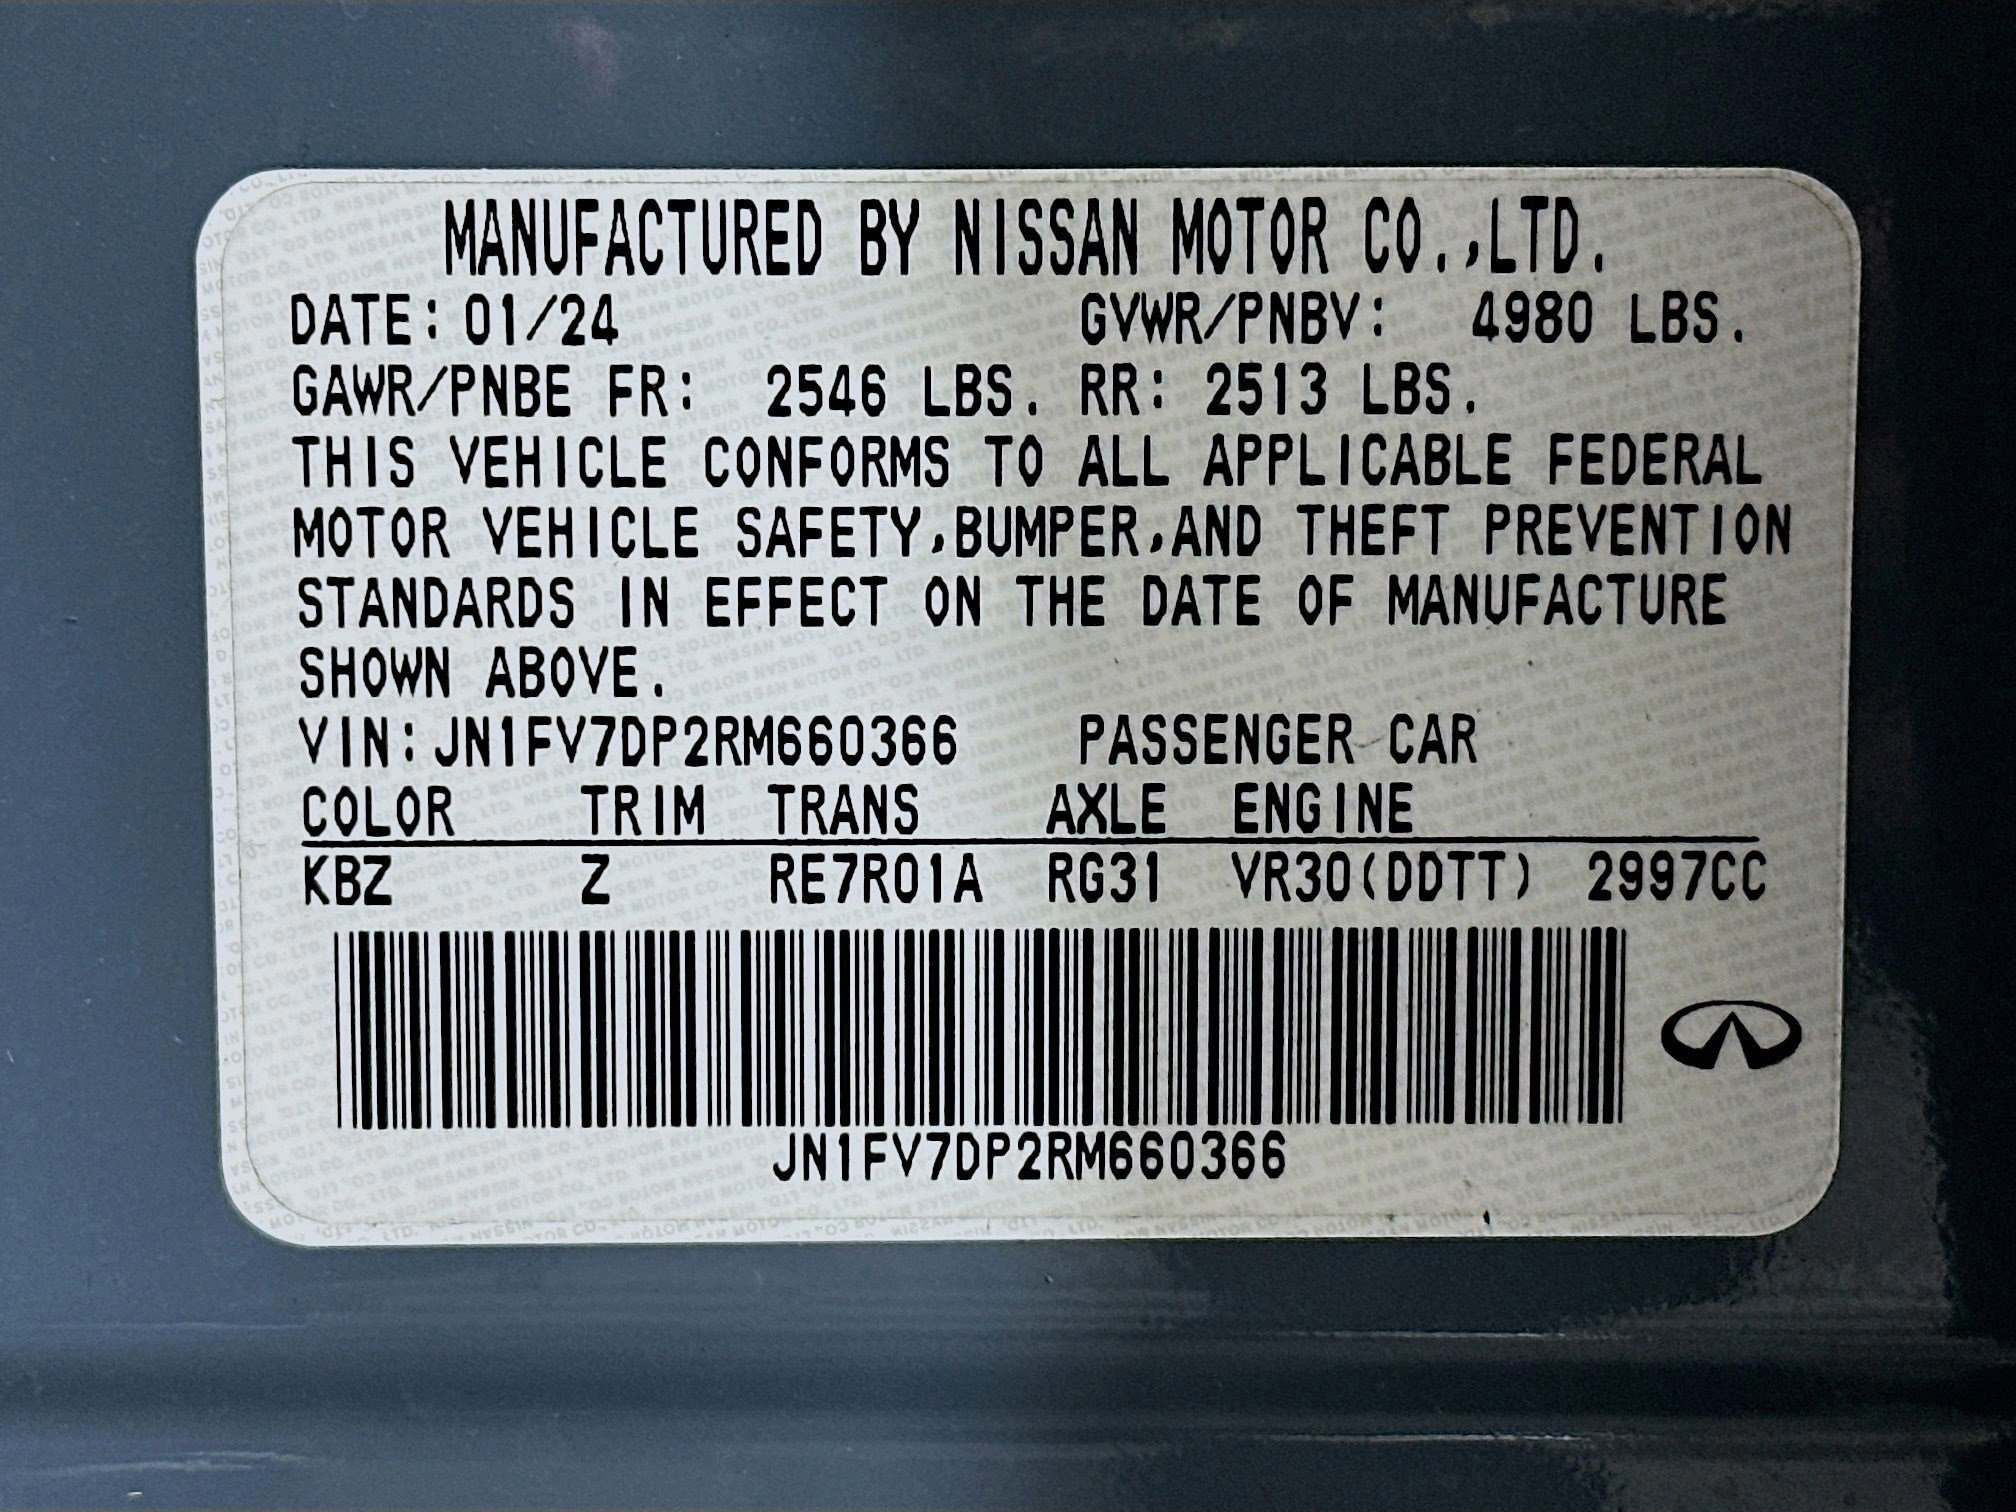 MANUFACTURED BY NISSAN MOTOR CO.,LTD.
DATE: 01/24 GVWR/PNBV: 4980 LBS.
GAWR/PNBE FR: 2546 LBS. RR: 2513 LBS.
THIS VEHICLE CONFORMS TO ALL APPLICABLE FEDERAL
MOTOR VEHICLE SAFETY,BUMPER,AND THEFT PREVENTION
STANDARDS IN EFFECT ON THE DATE OF MANUFACTURE
SHOWN ABOVE.
VIN:JN1FV7DP2RM660366 PASSENGER CAR
COLOR TRIM TRANS AXLE ENGINE
KBZ Z RE7R01A RG31 VR30(DDTT) 2997CC
JN1FV7DP2RM660366